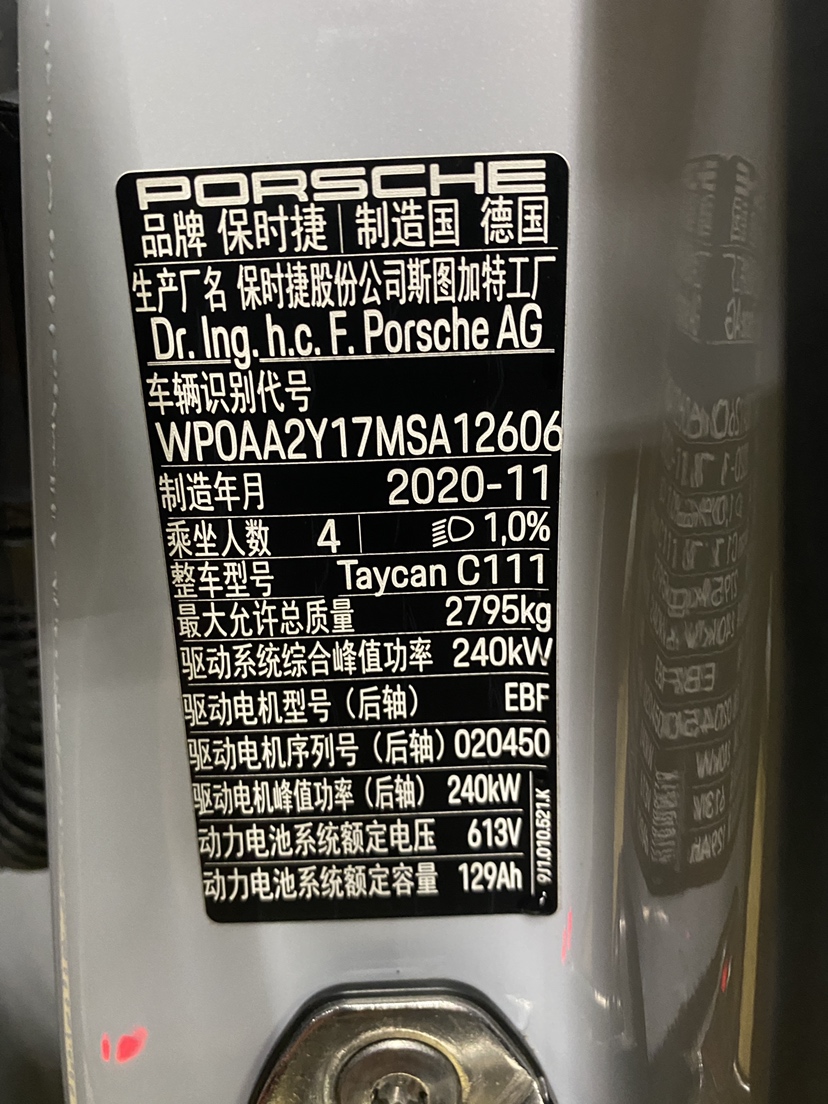 PORSCHE
品牌 保时捷 制造国 德国
生产厂名 保时捷股份公司斯图加特工厂
Dr. Ing. h.c. F. Porsche AG
车辆识别代号
WP0AA2Y17MSA12606
制造年月 2020-11
乘坐人数 4 1,0%
整车型号 Taycan C111
最大允许总质量 2795kg
驱动系统综合峰值功率 240kW
驱动电机型号（后轴） EBF
驱动电机序列号（后轴）020450
驱动电机峰值功率（后轴） 240kW
动力电池系统额定电压 613V
动力电池系统额定容量 129Ah
9J1.010.521.K